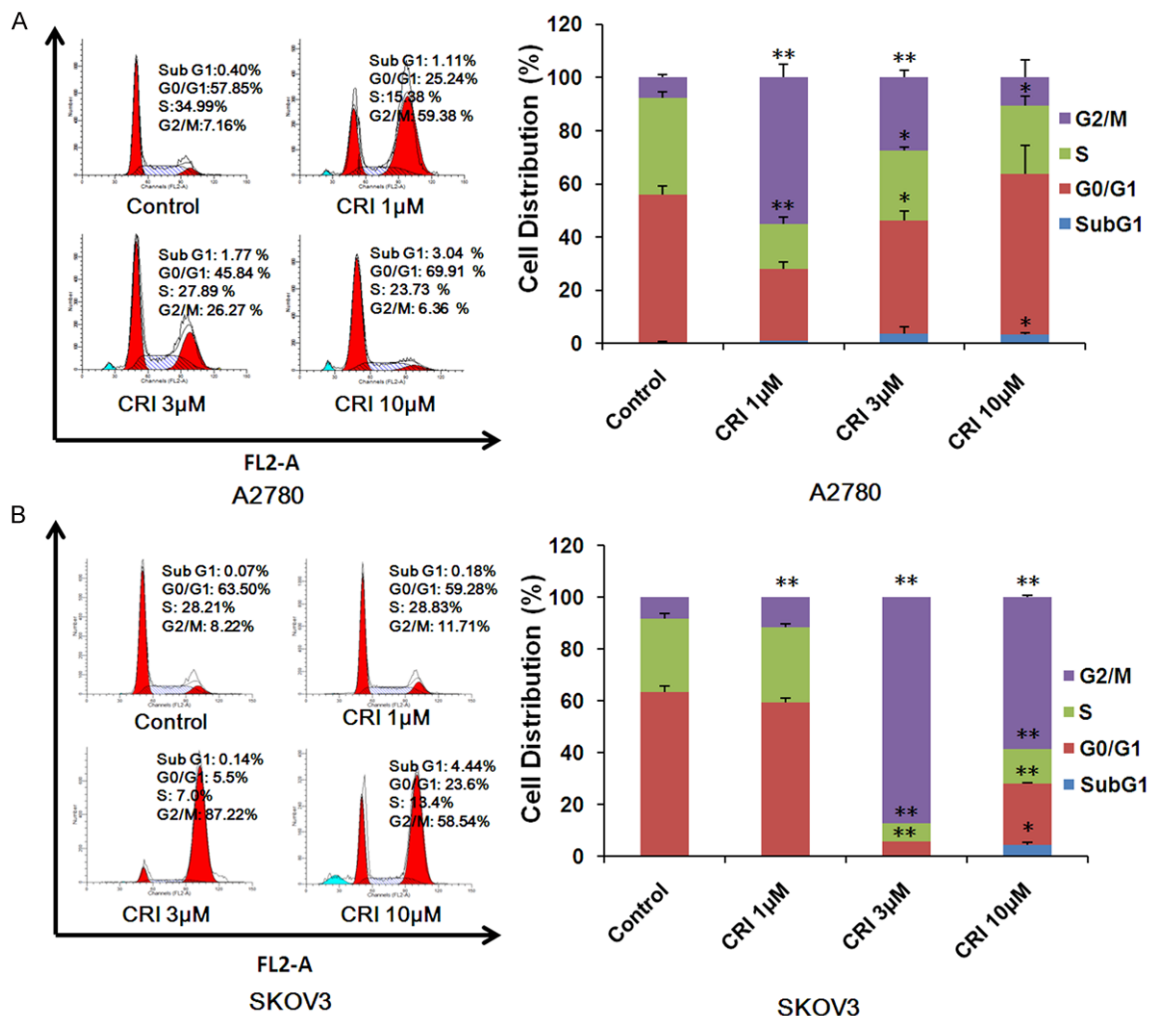 A
Sub G1:0.40%
G0/G1:57.85%
S:34.99%
G2/M:7.16%
Control
Sub G1: 1.11%
G0/G1: 25.24%
S:15.38 %
G2/M: 59.38%
CRI 1μM
Sub G1: 1.77 %
G0/G1: 45.84 %
S: 27.89 %
G2/M: 26.27 %
CRI 3μM
Sub G1: 3.04 %
G0/G1: 69.91 %
S: 23.73 %
G2/M: 6.36 %
CRI 10μM
Number
Channels (FL2-A)
FL2-A
A2780
Cell Distribution (%)
120
100
80
60
40
20
0
** ** *
* ** *
*
G2/M
S
G0/G1
SubG1
Control
CRI 1μM
CRI 3μM
CRI 10μM
A2780
B
Sub G1: 0.07%
G0/G1: 63.50%
S: 28.21%
G2/M: 8.22%
Control
Sub G1: 0.18%
G0/G1: 59.28%
S: 28.83%
G2/M: 11.71%
CRI 1μM
Sub G1: 0.14%
G0/G1: 5.5%
S: 7.0%
G2/M: 87.22%
CRI 3μM
Sub G1: 4.44%
G0/G1: 23.6%
S: 13.4%
G2/M: 58.54%
CRI 10μM
Number
Channels (FL2-A)
FL2-A
SKOV3
Cell Distribution (%)
120
100
80
60
40
20
0
** ** **
**
** **
** *
G2/M
S
G0/G1
SubG1
Control
CRI 1μM
CRI 3μM
CRI 10μM
SKOV3